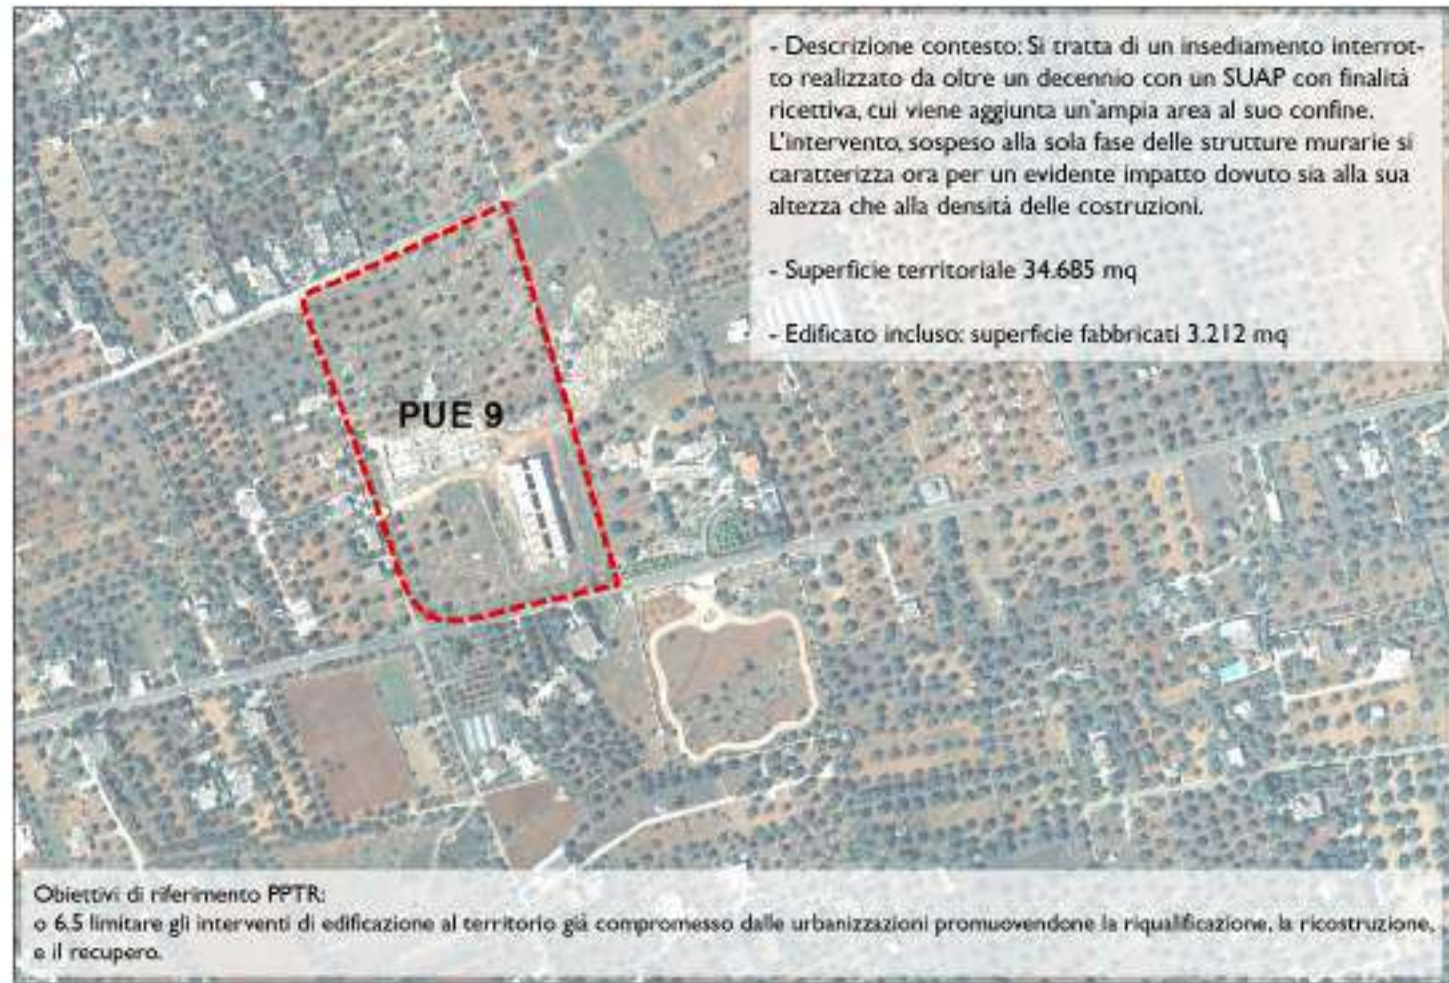 - Descrizione contesto: Si tratta di un insediamento interrot-
to realizzato da oltre un decennio con un SUAP con finalità
ricettiva, cui viene aggiunta un'ampia area al suo confine.
L'intervento, sospeso alla sola fase delle strutture murarie si
caratterizza ora per un evidente impatto dovuto sia alla sua
altezza che alla densità delle costruzioni.
- Superficie territoriale 34.685 mq
- Edificato incluso: superficie fabbricati 3.212 mq
PUE 9
Obiettivi di riferimento PPTR:
o 6.5 limitare gli interventi di edificazione al territorio già compromesso dalle urbanizzazioni promuovendone la riqualificazione, la ricostruzione,
e il recupero.